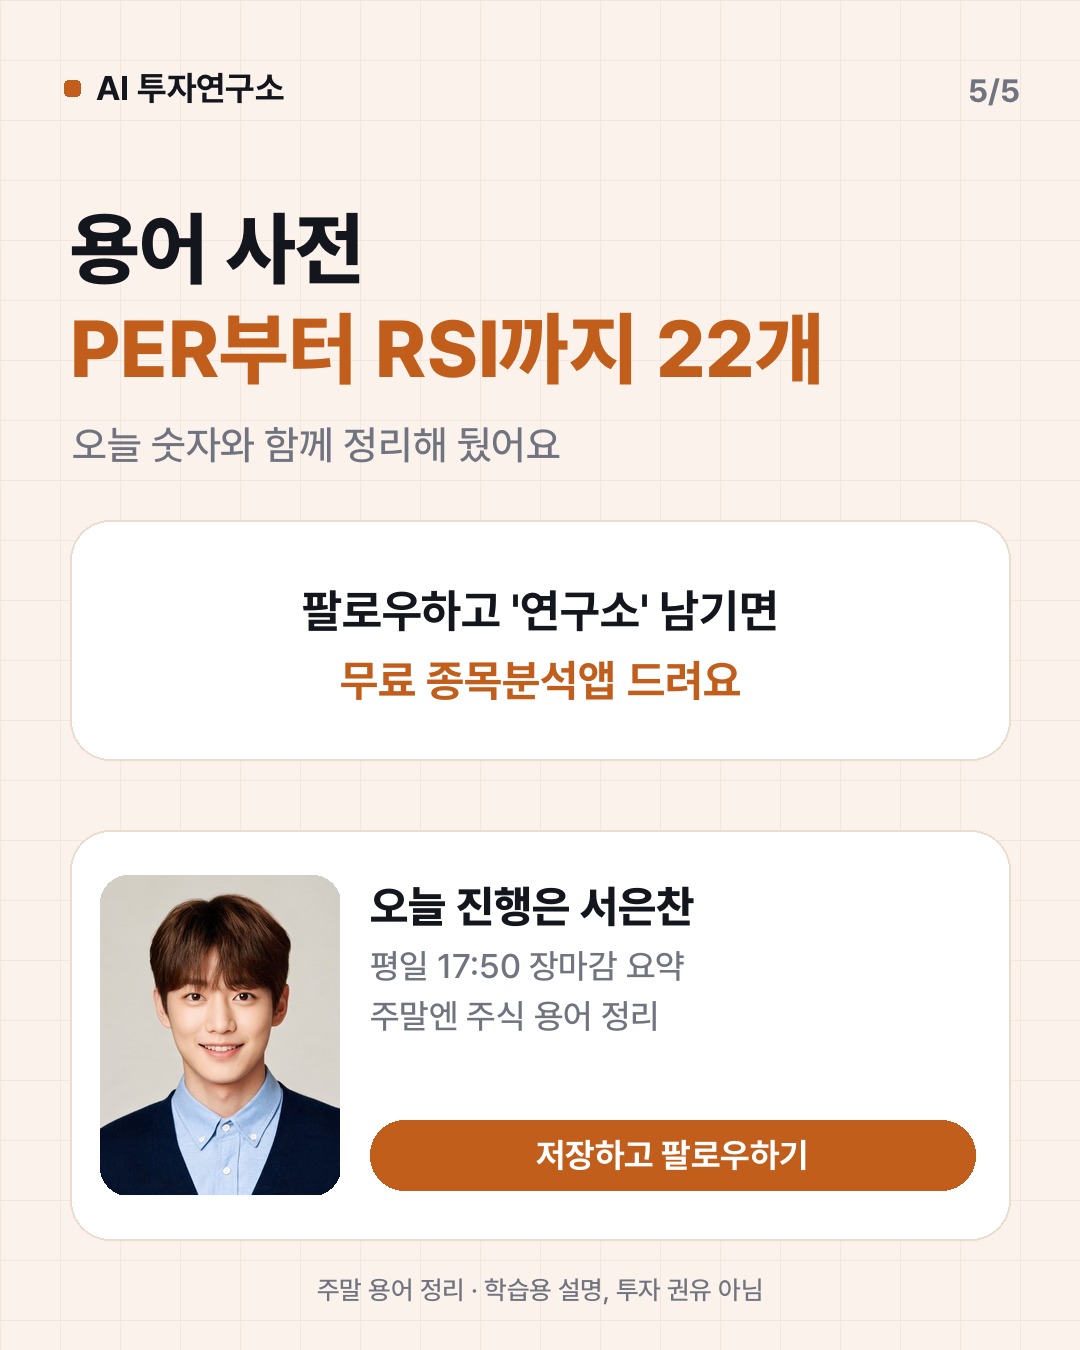 AI 투자연구소
5/5
용어 사전
PER부터 RSI까지 22개
오늘 숫자와 함께 정리해 뒀어요
팔로우하고 '연구소' 남기면
무료 종목분석앱 드려요
오늘 진행은 서은찬
평일 17:50 장마감 요약
주말엔 주식 용어 정리
저장하고 팔로우하기
주말 용어 정리 · 학습용 설명, 투자 권유 아님